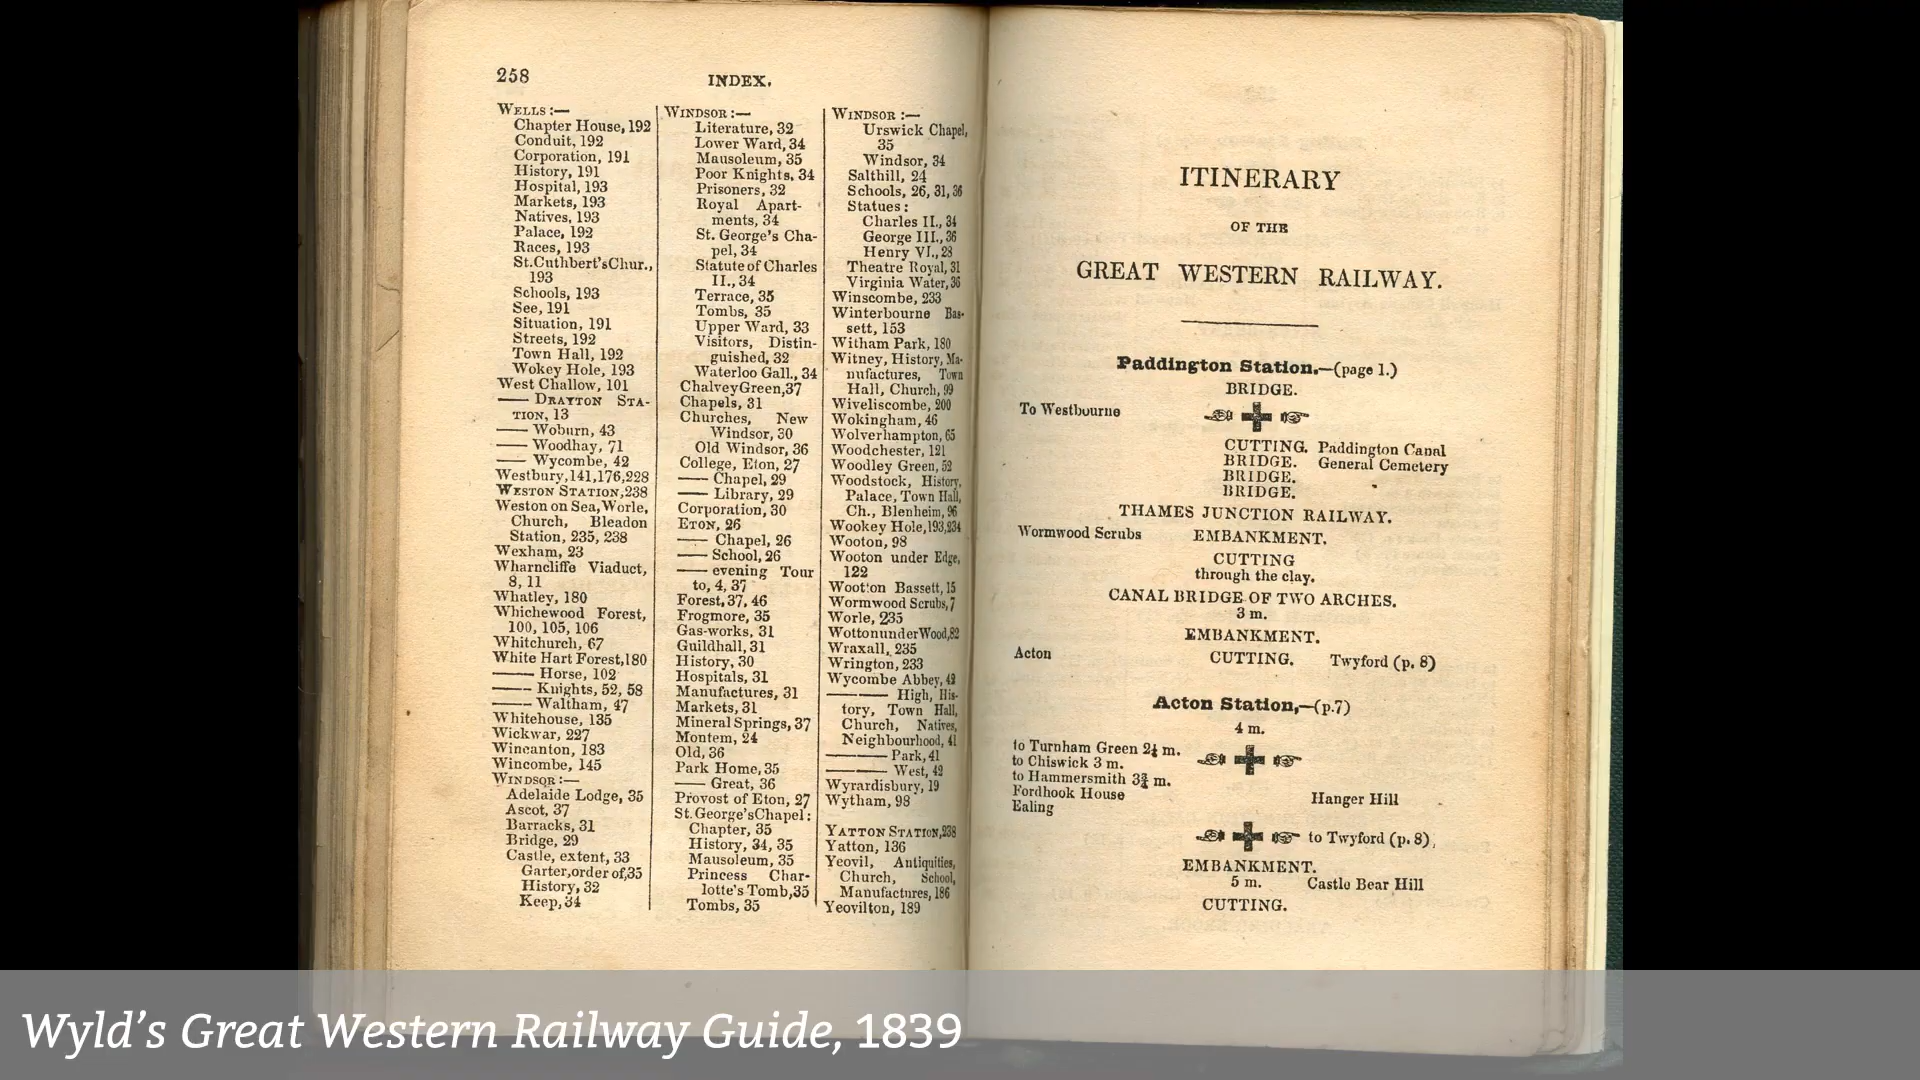 258
INDEX.
WELLS :—
Chapter House, 192
Conduit, 192
Corporation, 191
History, 191
Hospital, 193
Markets, 193
Natives, 193
Palace, 192
Races, 193
St.Cuthbert'sChur.,
193
Schools, 193
See, 191
Situation, 191
Streets, 192
Town Hall, 192
Wokey Hole, 193
West Challow, 101
—— DRAYTON STA-
TION, 13
—— Woburn, 43
—— Woodhay, 71
—— Wycombe, 42
Westbury,141,176,228
WESTON STATION,238
Weston on Sea,Worle,
Church, Bleadon
Station, 235, 238
Wexham, 23
Wharncliffe Viaduct,
8, 11
Whatley, 180
Whichewood Forest,
100, 105, 106
Whitchurch, 67
White Hart Forest,180
—— Horse, 102
—— Knights, 52, 58
—— Waltham, 47
Whitehouse, 135
Wickwar, 227
Wincanton, 183
Wincombe, 145
WINDSOR :—
Adelaide Lodge, 35
Ascot, 37
Barracks, 31
Bridge, 29
Castle, extent, 33
Garter,order of,35
History, 32
Keep, 34
WINDSOR :—
Literature, 32
Lower Ward, 34
Mausoleum, 35
Poor Knights, 34
Prisoners, 32
Royal Apart-
ments, 34
St. George's Cha-
pel, 34
Statute of Charles
II., 34
Terrace, 35
Tombs, 35
Upper Ward, 33
Visitors, Distin-
guished, 32
Waterloo Gall., 34
ChalveyGreen,37
Chapels, 31
Churches, New
Windsor, 30
Old Windsor, 36
College, Eton, 27
—— Chapel, 29
—— Library, 29
Corporation, 30
ETON, 26
—— Chapel, 26
—— School, 26
—— evening Tour
to, 4, 37
Forest, 37, 46
Frogmore, 35
Gas-works, 31
Guildhall, 31
History, 30
Hospitals, 31
Manufactures, 31
Markets, 31
Mineral Springs, 37
Montem, 24
Old, 36
Park Home, 35
—— Great, 36
Provost of Eton, 27
St.George'sChapel:
Chapter, 35
History, 34, 35
Mausoleum, 35
Princess Char-
lotte's Tomb,35
Tombs, 35
WINDSOR :—
Urswick Chapel,
35
Windsor, 34
Salthill, 24
Schools, 26, 31, 36
Statues :
Charles II., 34
George III., 36
Henry VI., 28
Theatre Royal, 31
Virginia Water, 36
Winscombe, 233
Winterbourne Bas-
sett, 153
Witham Park, 180
Witney, History, Ma-
nufactures, Town
Hall, Church, 99
Wiveliscombe, 200
Wokingham, 46
Wolverhampton, 65
Woodchester, 121
Woodley Green, 52
Woodstock, History,
Palace, Town Hall,
Ch., Blenheim, 96
Wookey Hole,193,234
Wooton, 98
Wooton under Edge,
122
Wootton Bassett, 15
Wormwood Scrubs, 7
Worle, 235
WottonunderWood,82
Wraxall, 235
Wrington, 233
Wycombe Abbey, 42
—— High, His-
tory, Town Hall,
Church, Natives,
Neighbourhood, 41
—— Park, 41
—— West, 42
Wyrardisbury, 19
Wytham, 98
YATTON STATION,238
Yatton, 136
Yeovil, Antiquities,
Church, School,
Manufactures, 186
Yeovilton, 189
ITINERARY
OF THE
GREAT WESTERN RAILWAY.
Paddington Station.—(page 1.)
BRIDGE.
To Westbourne
CUTTING. Paddington Canal
BRIDGE. General Cemetery
BRIDGE.
BRIDGE.
THAMES JUNCTION RAILWAY.
Wormwood Scrubs EMBANKMENT.
CUTTING
through the clay.
CANAL BRIDGE OF TWO ARCHES.
3 m.
EMBANKMENT.
Acton CUTTING. Twyford (p. 8)
Acton Station,—(p.7)
4 m.
to Turnham Green 2¼ m.
to Chiswick 3 m.
to Hammersmith 3¾ m.
Fordhook House Hanger Hill
Ealing
to Twyford (p. 8),
EMBANKMENT.
5 m. Castle Bear Hill
CUTTING.
Wyld's Great Western Railway Guide, 1839